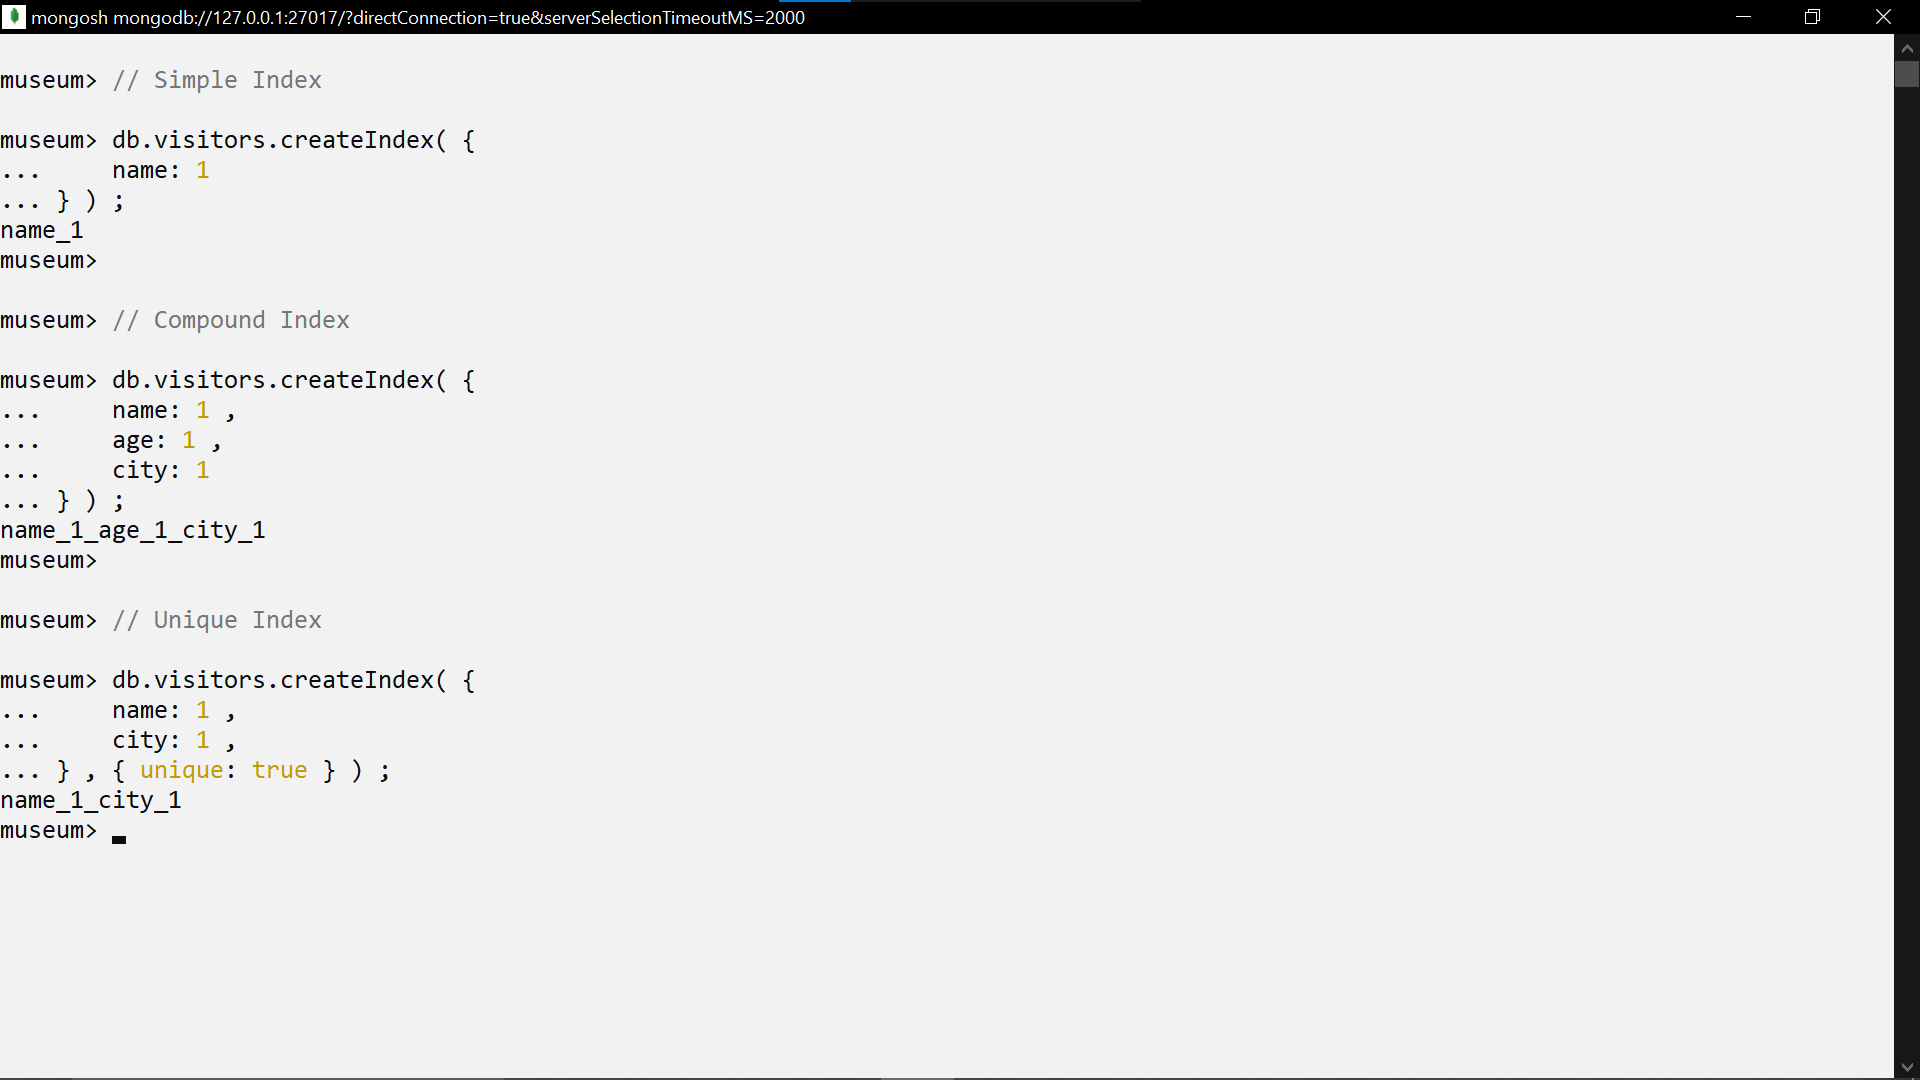 mongosh mongodb://127.0.0.1:27017/?directConnection=true&serverSelectionTimeoutMS=2000
museum> // Simple Index
museum> db.visitors.createIndex( {
...     name: 1
... } ) ;
name_1
museum>
museum> // Compound Index
museum> db.visitors.createIndex( {
...     name: 1 ,
...     age: 1 ,
...     city: 1
... } ) ;
name_1_age_1_city_1
museum>
museum> // Unique Index
museum> db.visitors.createIndex( {
...     name: 1 ,
...     city: 1 ,
... } , { unique: true } ) ;
name_1_city_1
museum>